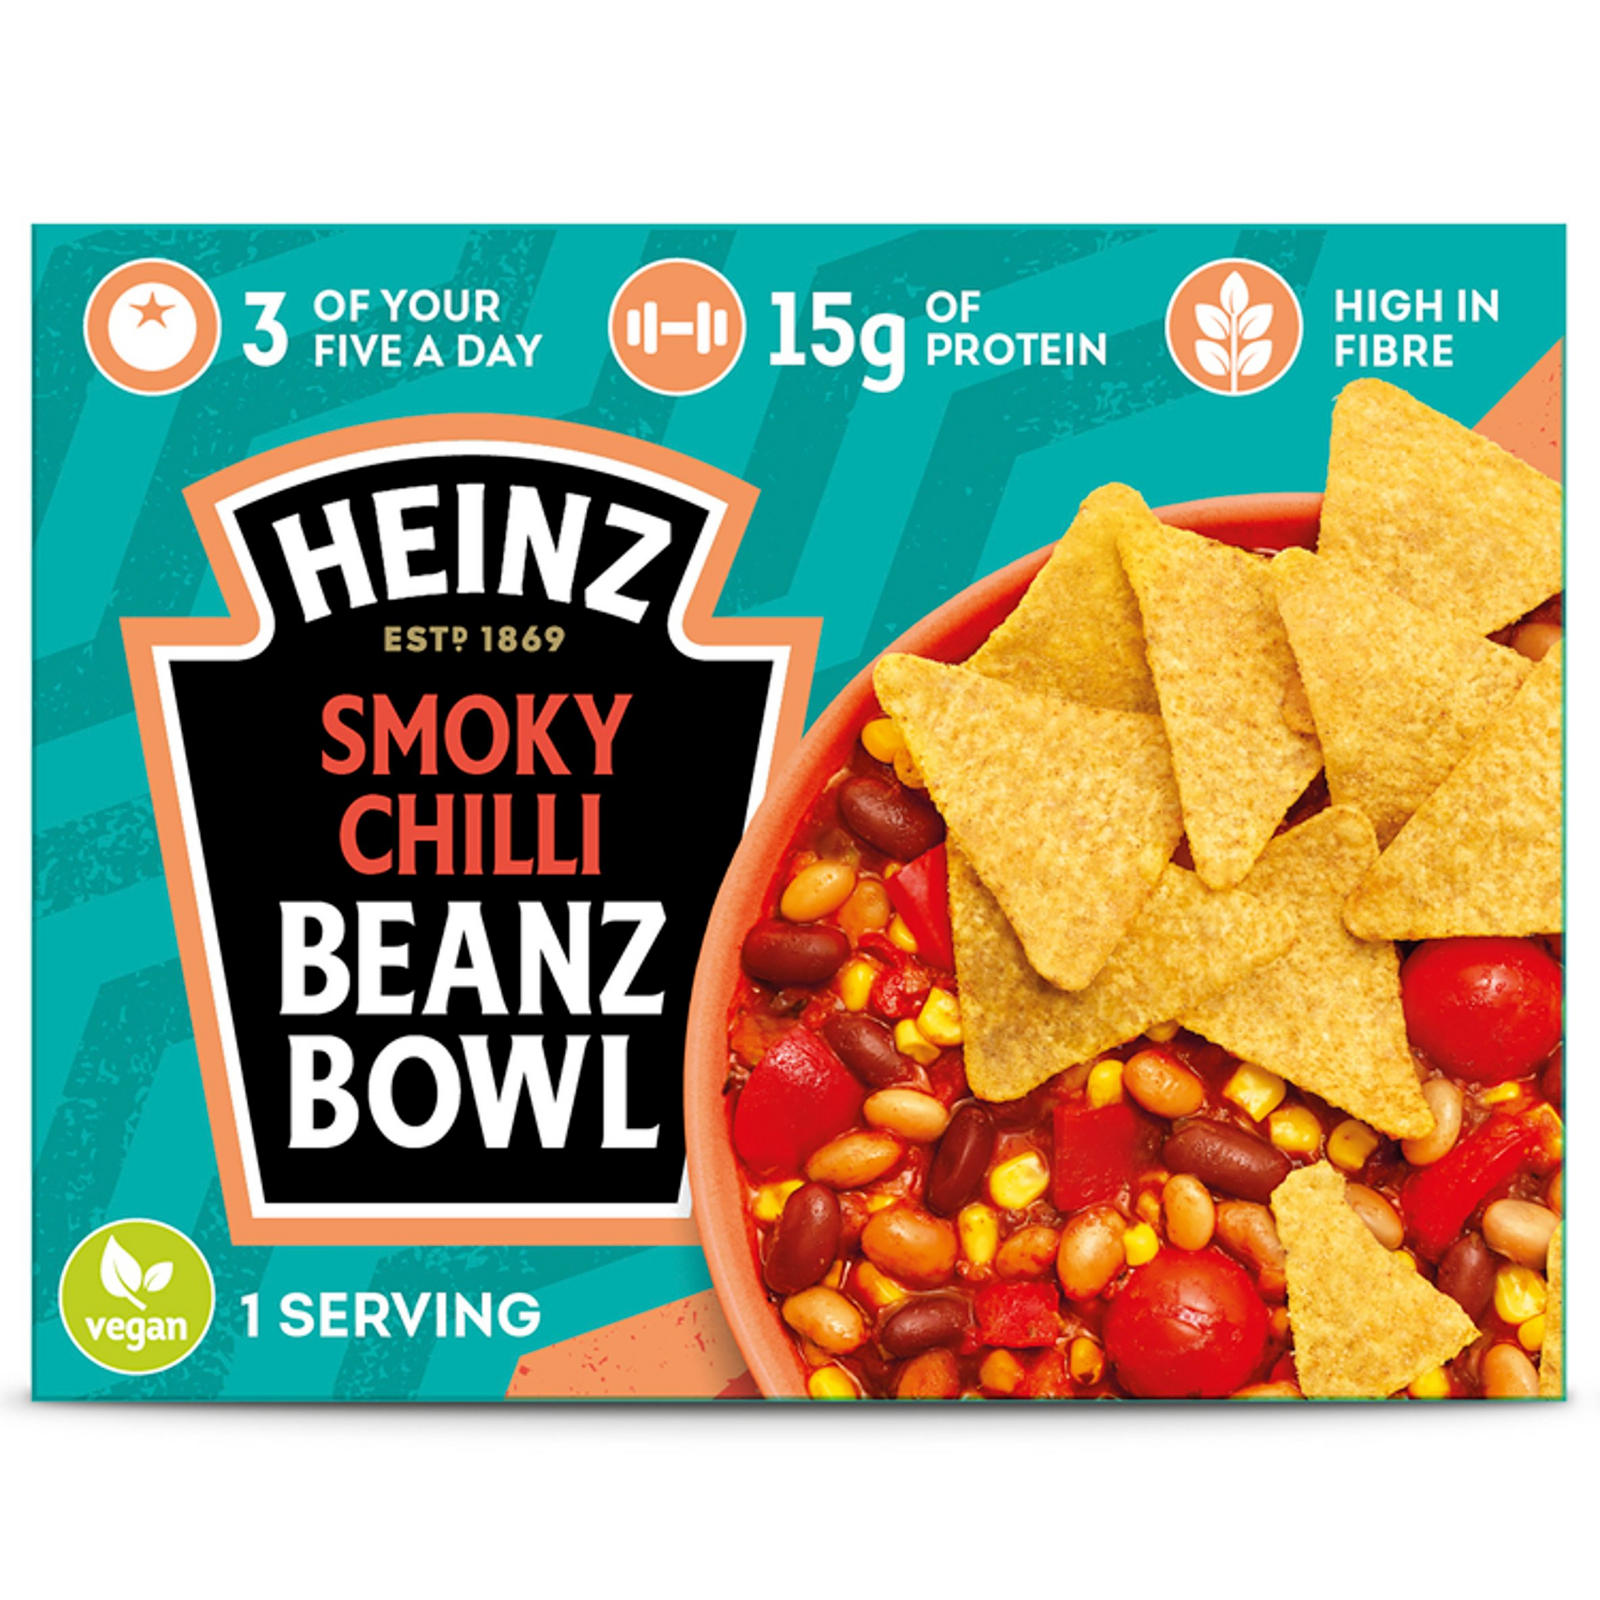 3 OF YOUR
FIVE A DAY
15g OF
PROTEIN
HIGH IN
FIBRE
HEINZ
ESTD 1869
SMOKY
CHILLI
BEANZ
BOWL
vegan
1 SERVING